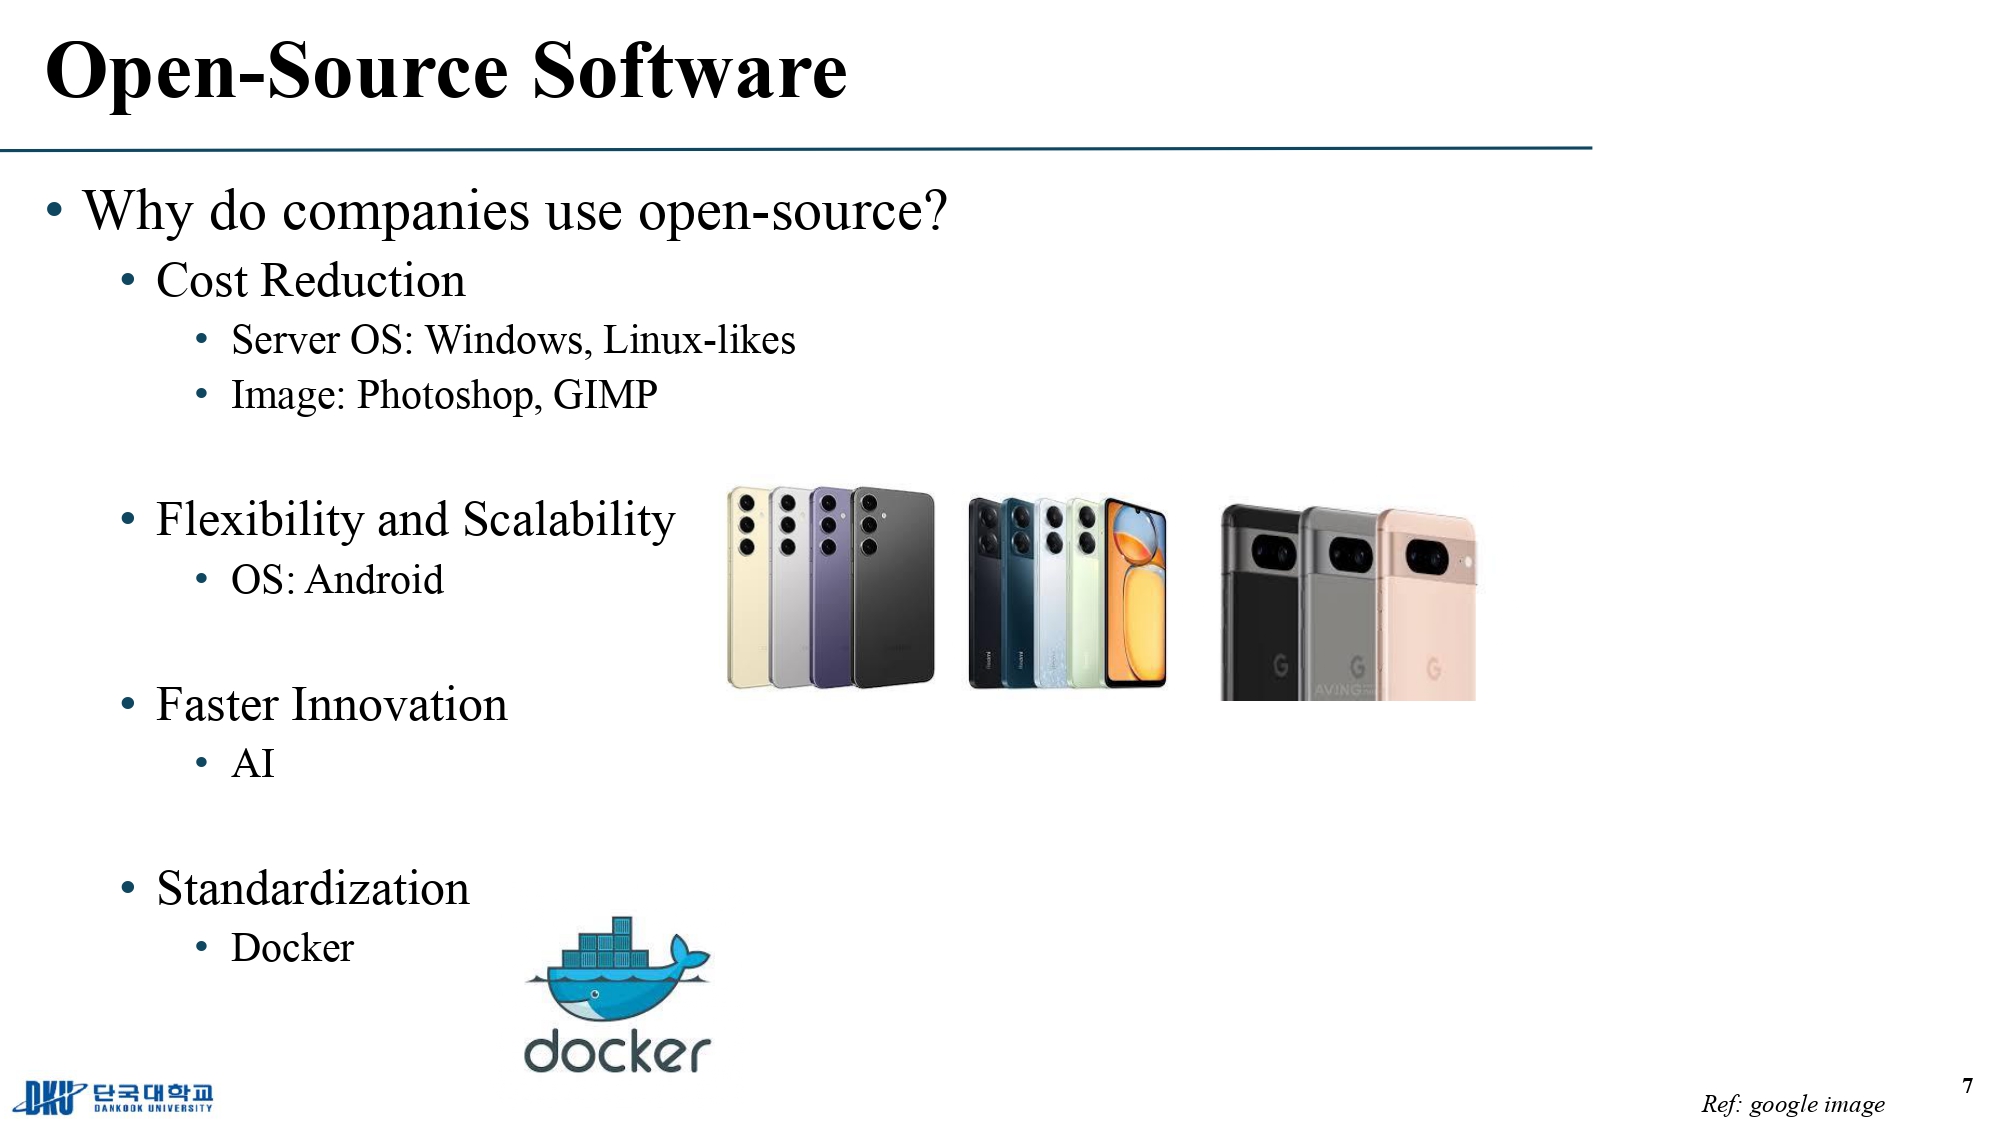 Open-Source Software
• Why do companies use open-source?
• Cost Reduction
• Server OS: Windows, Linux-likes
• Image: Photoshop, GIMP
• Flexibility and Scalability
• OS: Android
G G G
AVING
• Faster Innovation
• AI
• Standardization
• Docker
docker
DKU 단국대학교
DANKOOK UNIVERSITY
Ref: google image
7